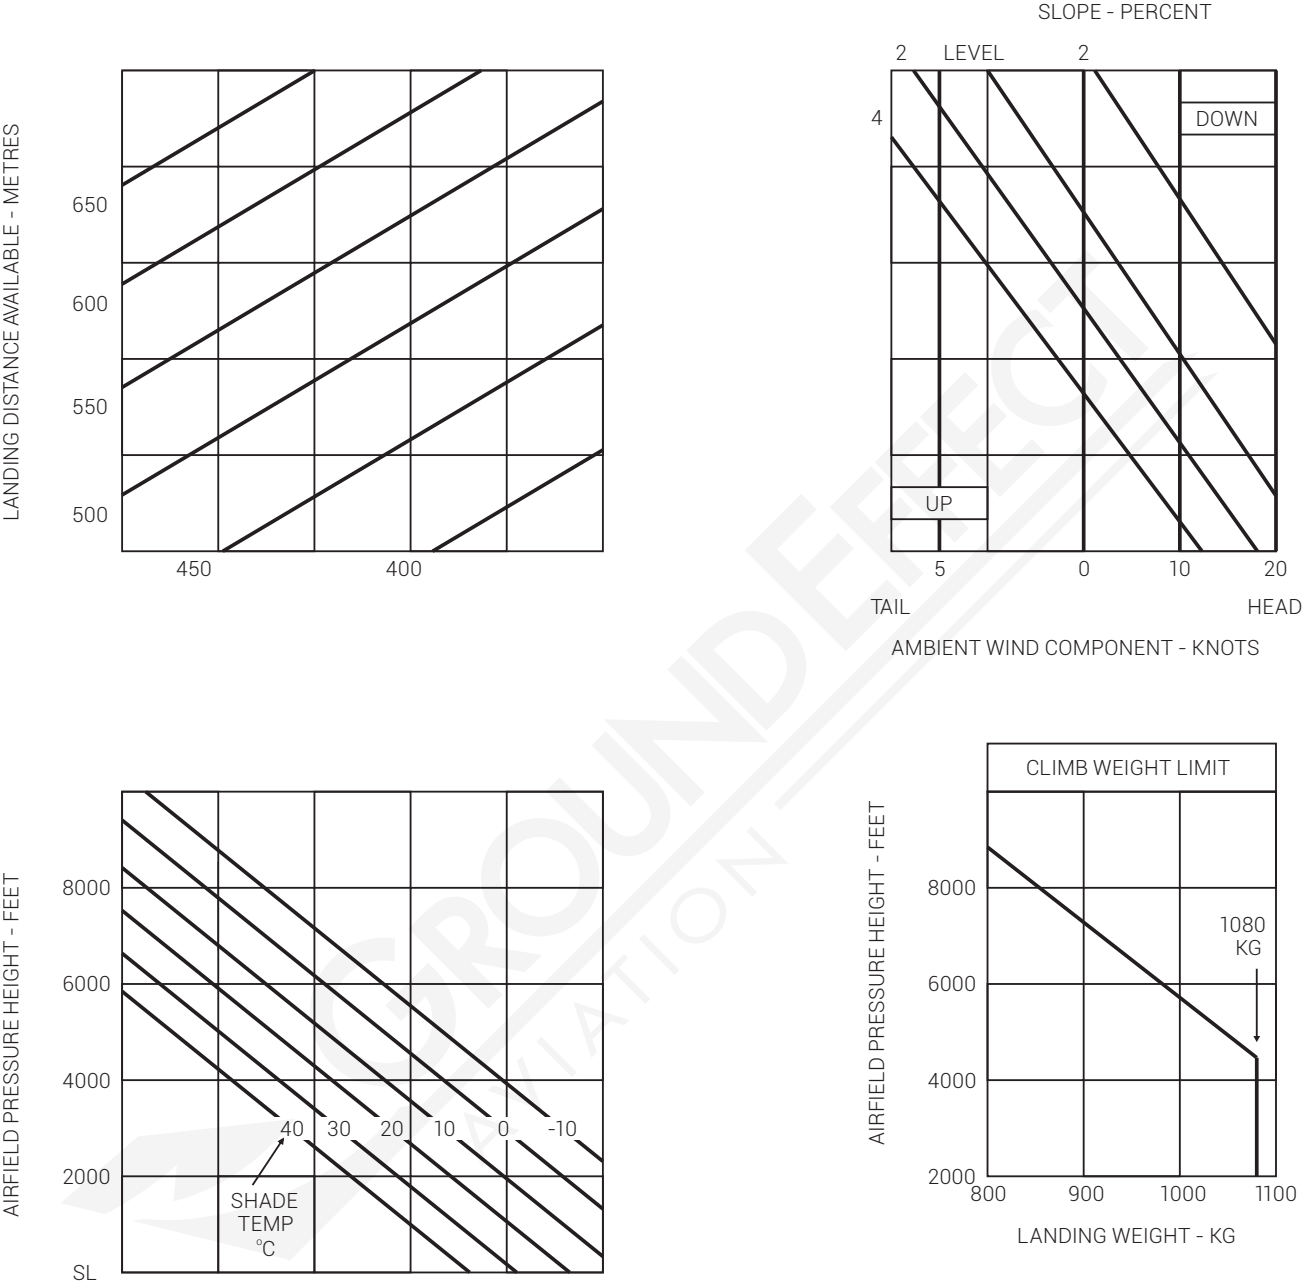 SLOPE - PERCENT
2 LEVEL 2
4
DOWN
UP
5 0 10 20
TAIL HEAD
AMBIENT WIND COMPONENT - KNOTS
LANDING DISTANCE AVAILABLE - METRES
650
600
550
500
450 400
AIRFIELD PRESSURE HEIGHT - FEET
8000
6000
4000
2000
SL
40 30 20 10 0 -10
SHADE
TEMP
°C
CLIMB WEIGHT LIMIT
AIRFIELD PRESSURE HEIGHT - FEET
8000
6000
4000
2000
1080
KG
800 900 1000 1100
LANDING WEIGHT - KG
GROUND EFFECT
AVIATION